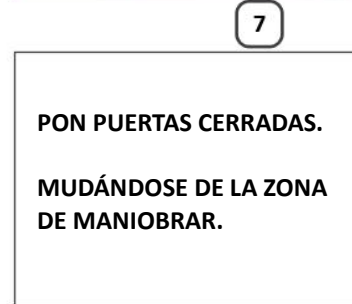 7
PON PUERTAS CERRADAS.
MUDÁNDOSE DE LA ZONA
DE MANIOBRAR.